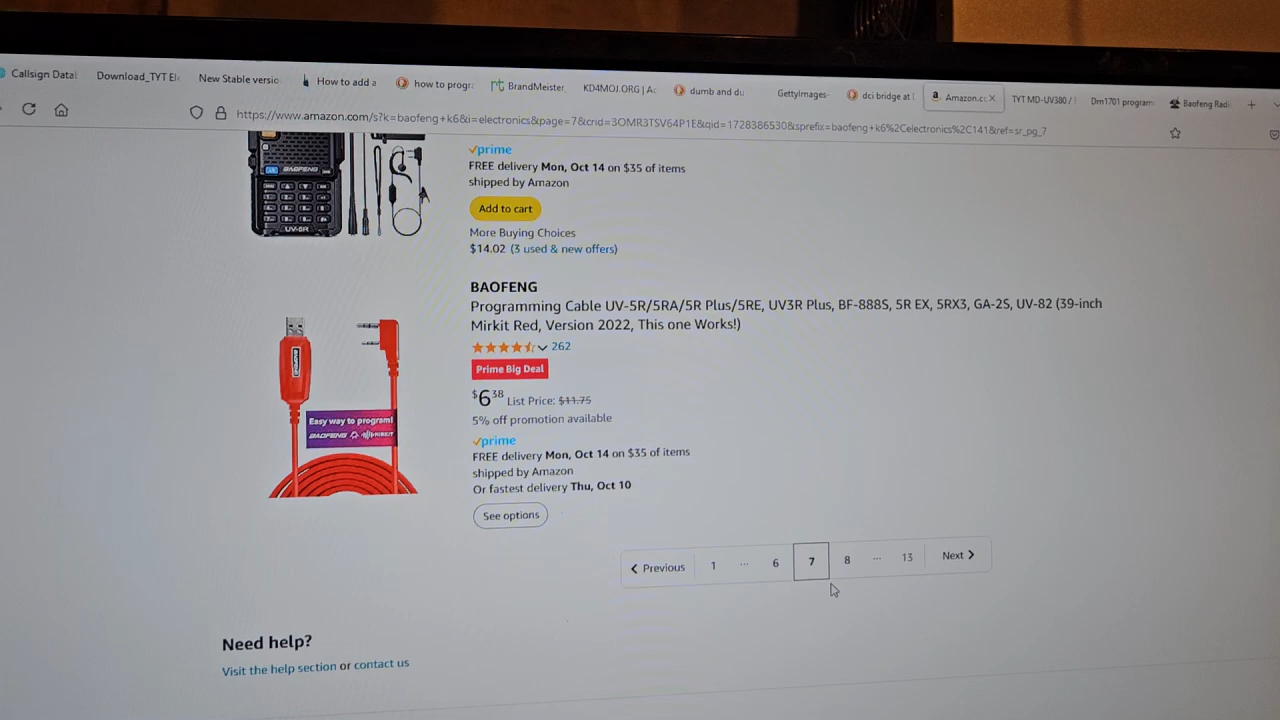 Callsign Data
Download_TYT El
New Stable versio
How to add a
how to progr
BrandMeister
KD4MOJ.ORG | Ac
dumb and du
GettyImages-
dci bridge at
Amazon.cc
TYT MD-UV380 /
Dm1701 program
Baofeng Radi
https://www.amazon.com/s?k=baofeng+k6&i=electronics&page=7&crid=3OMR3TSV64P1E&qid=1728386530&sprefix=baofeng+k6%2Celectronics%2C141&ref=sr_pg_7
prime
FREE delivery Mon, Oct 14 on $35 of items
shipped by Amazon
Add to cart
More Buying Choices
$14.02 (3 used & new offers)
BAOFENG
UV-5R
BAOFENG
Programming Cable UV-5R/5RA/5R Plus/5RE, UV3R Plus, BF-888S, 5R EX, 5RX3, GA-2S, UV-82 (39-inch
Mirkit Red, Version 2022, This one Works!)
262
Prime Big Deal
$6.38 List Price: $11.75
5% off promotion available
prime
FREE delivery Mon, Oct 14 on $35 of items
shipped by Amazon
Or fastest delivery Thu, Oct 10
See options
BAOFENG
Easy way to program!
BAOFENG MIRKIT
Previous 1 ... 6 7 8 ... 13 Next
Need help?
Visit the help section or contact us